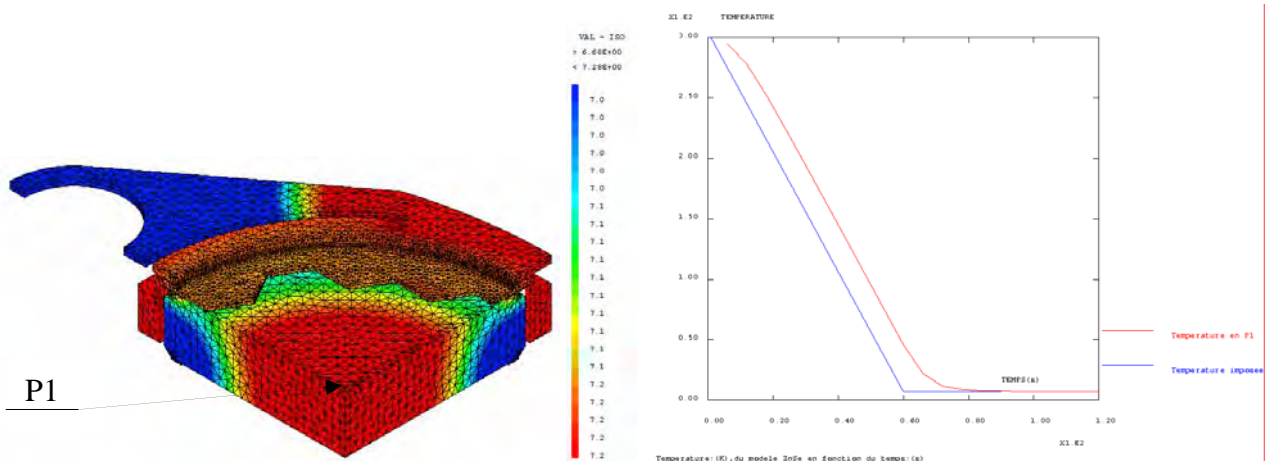 VAL - ISO
> 6.60E+00
< 7.28E+00
7.0
7.0
7.0
7.0
7.0
7.1
7.1
7.1
7.1
7.1
7.1
7.1
7.1
7.1
7.1
7.2
7.2
7.2
7.2
P1
X1.E2 TEMPERATURE
3.00
2.50
2.00
1.50
1.00
0.50
0.00
0.00 0.20 0.40 0.60 0.80 1.00 1.20
TEMPS(s)
X1.E2
Temperature en P1
Temperature imposee
Temperature:(K),du modele ZnSe en fonction du temps:(s)